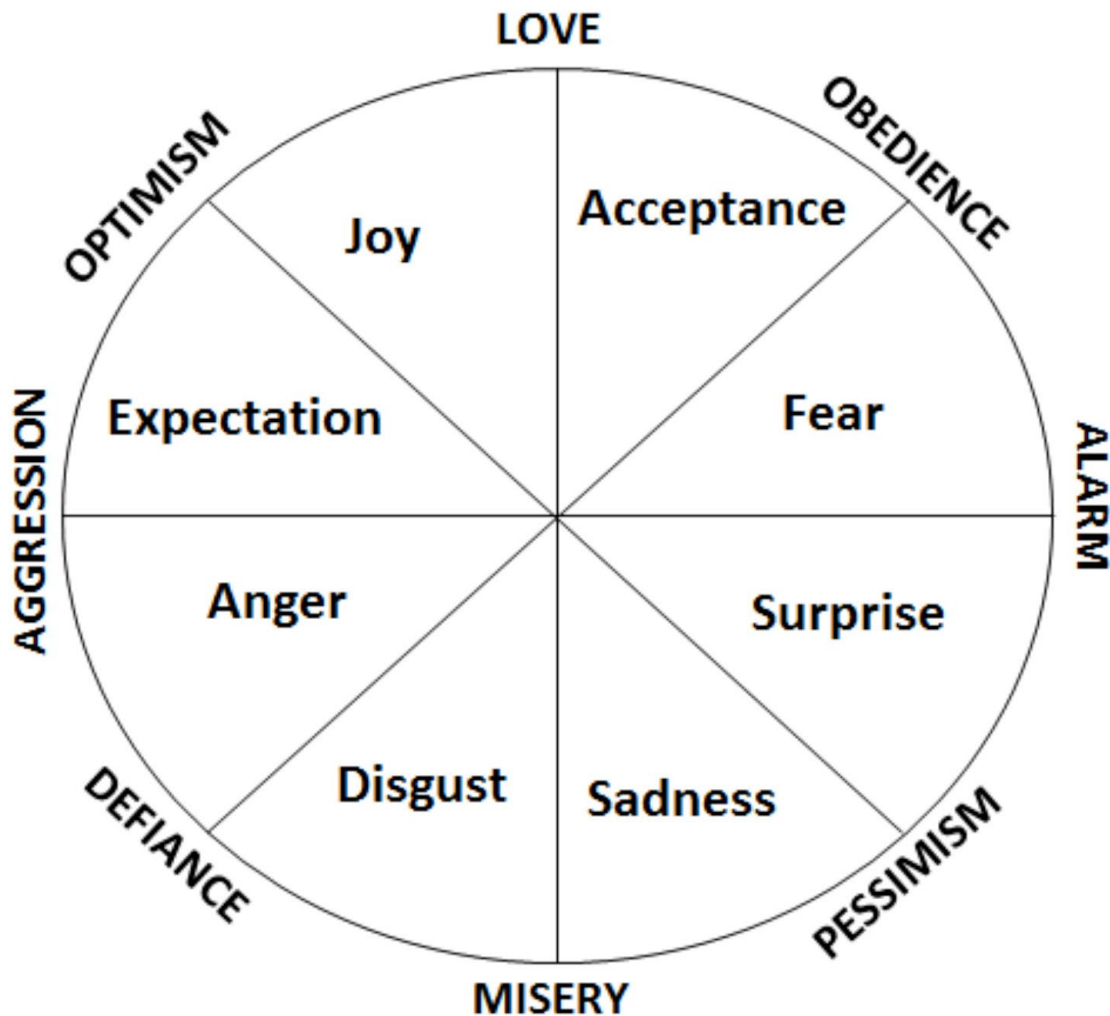 LOVE
OPTIMISM
OBEDIENCE
Joy
Acceptance
Expectation
Fear
AGGRESSION
ALARM
Anger
Surprise
Disgust
Sadness
DEFIANCE
PESSIMISM
MISERY